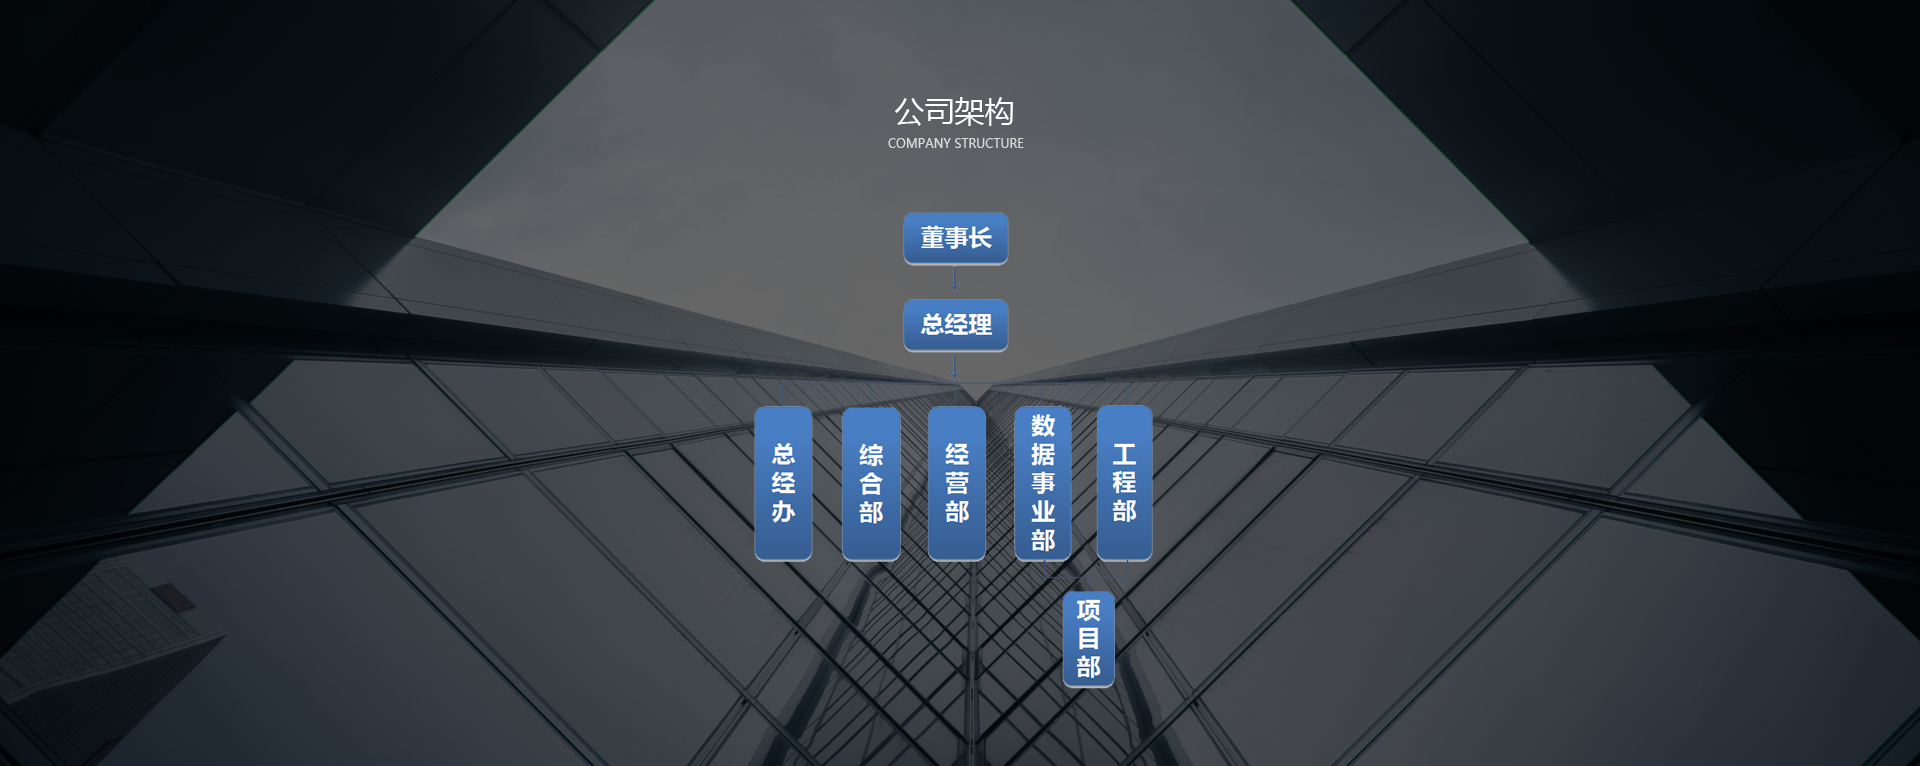 公司架构
COMPANY STRUCTURE
董事长
总经理
总经办
综合部
经营部
数据事业部
工程部
项目部